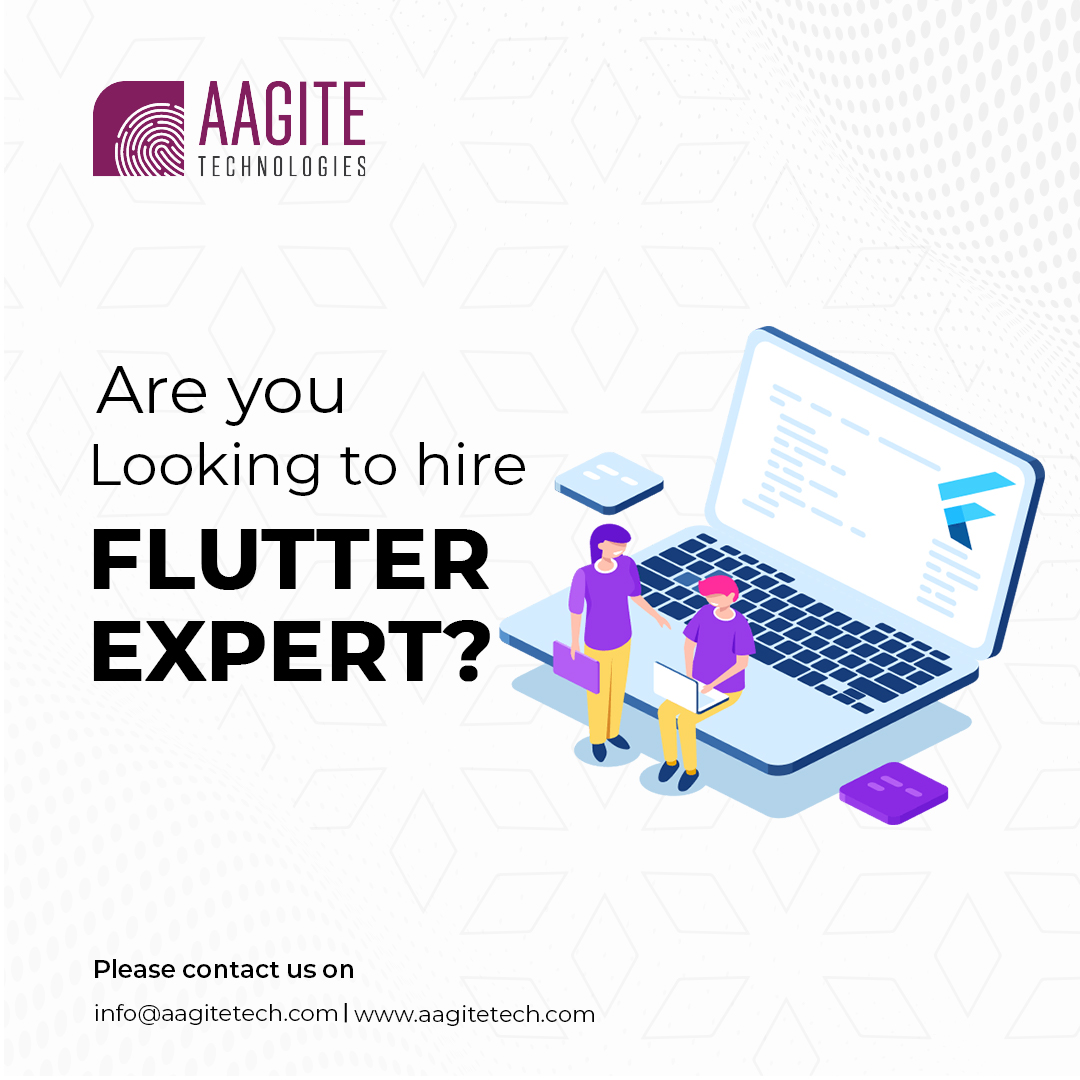 AAGITE
TECHNOLOGIES
Are you
Looking to hire
FLUTTER
EXPERT?
Please contact us on
info@aagitetech.com | www.aagitetech.com